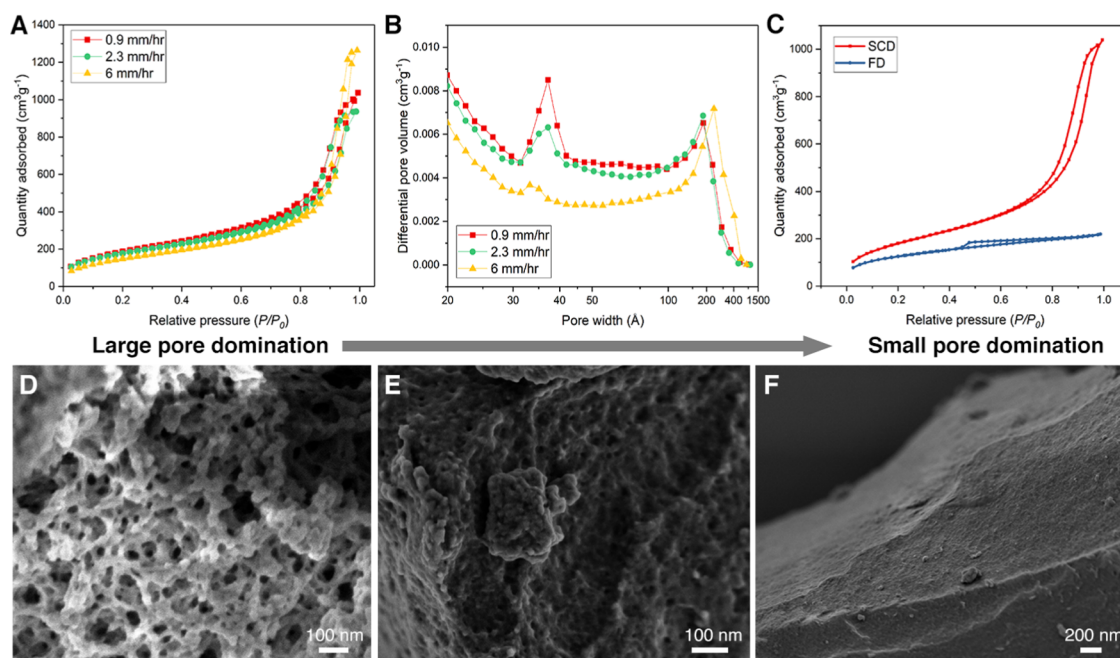 A
0.9 mm/hr
2.3 mm/hr
6 mm/hr
Quantity adsorbed (cm³g⁻¹)
1400
1200
1000
800
600
400
200
0
0.0 0.2 0.4 0.6 0.8 1.0
Relative pressure (P/P₀)
B
Differential pore volume (cm³g⁻¹)
0.010
0.008
0.006
0.004
0.002
0.000
0.9 mm/hr
2.3 mm/hr
6 mm/hr
20 30 40 50 100 200 400 1500
Pore width (Å)
C
SCD
FD
Quantity adsorbed (cm³g⁻¹)
1000
800
600
400
200
0
0.0 0.2 0.4 0.6 0.8 1.0
Relative pressure (P/P₀)
Large pore domination
Small pore domination
D
100 nm
E
100 nm
F
200 nm